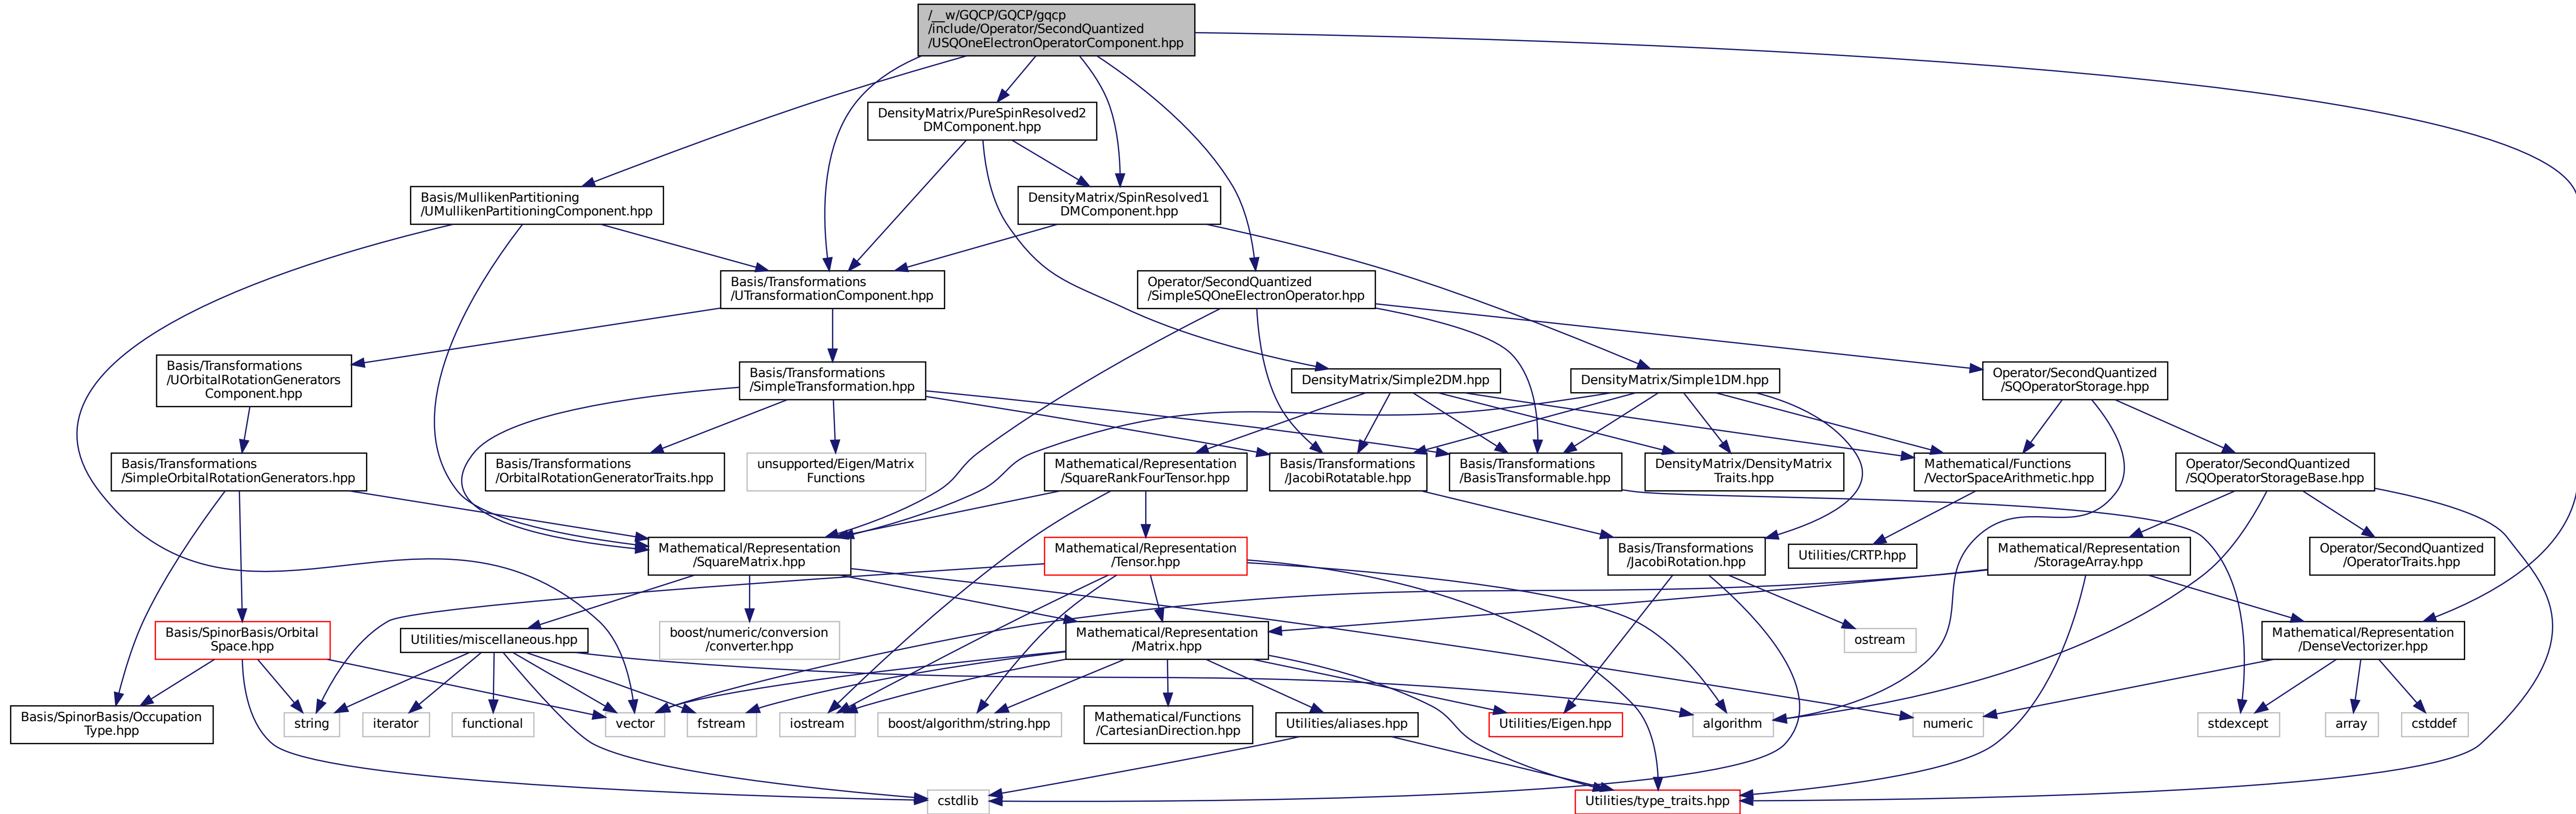 /__w/GQCP/GQCP/gqcp
/include/Operator/SecondQuantized
/USQOneElectronOperatorComponent.hpp
DensityMatrix/PureSpinResolved2
DMComponent.hpp
Basis/MullikenPartitioning
/UMullikenPartitioningComponent.hpp
DensityMatrix/SpinResolved1
DMComponent.hpp
Basis/Transformations
/UTransformationComponent.hpp
Operator/SecondQuantized
/SimpleSQOneElectronOperator.hpp
Basis/Transformations
/UOrbitalRotationGenerators
Component.hpp
Basis/Transformations
/SimpleTransformation.hpp
DensityMatrix/Simple2DM.hpp
DensityMatrix/Simple1DM.hpp
Operator/SecondQuantized
/SQOperatorStorage.hpp
Basis/Transformations
/SimpleOrbitalRotationGenerators.hpp
Basis/Transformations
/OrbitalRotationGeneratorTraits.hpp
unsupported/Eigen/Matrix
Functions
Mathematical/Representation
/SquareRankFourTensor.hpp
Basis/Transformations
/JacobiRotatable.hpp
Basis/Transformations
/BasisTransformable.hpp
DensityMatrix/DensityMatrix
Traits.hpp
Mathematical/Functions
/VectorSpaceArithmetic.hpp
Operator/SecondQuantized
/SQOperatorStorageBase.hpp
Mathematical/Representation
/SquareMatrix.hpp
Mathematical/Representation
/Tensor.hpp
Basis/Transformations
/JacobiRotation.hpp
Utilities/CRTP.hpp
Mathematical/Representation
/StorageArray.hpp
Operator/SecondQuantized
/OperatorTraits.hpp
Basis/SpinorBasis/Orbital
Space.hpp
Utilities/miscellaneous.hpp
boost/numeric/conversion
/converter.hpp
Mathematical/Representation
/Matrix.hpp
ostream
Mathematical/Representation
/DenseVectorizer.hpp
Basis/SpinorBasis/Occupation
Type.hpp
string
iterator
functional
vector
fstream
iostream
boost/algorithm/string.hpp
Mathematical/Functions
/CartesianDirection.hpp
Utilities/aliases.hpp
Utilities/Eigen.hpp
algorithm
numeric
stdexcept
array
cstddef
cstdlib
Utilities/type_traits.hpp